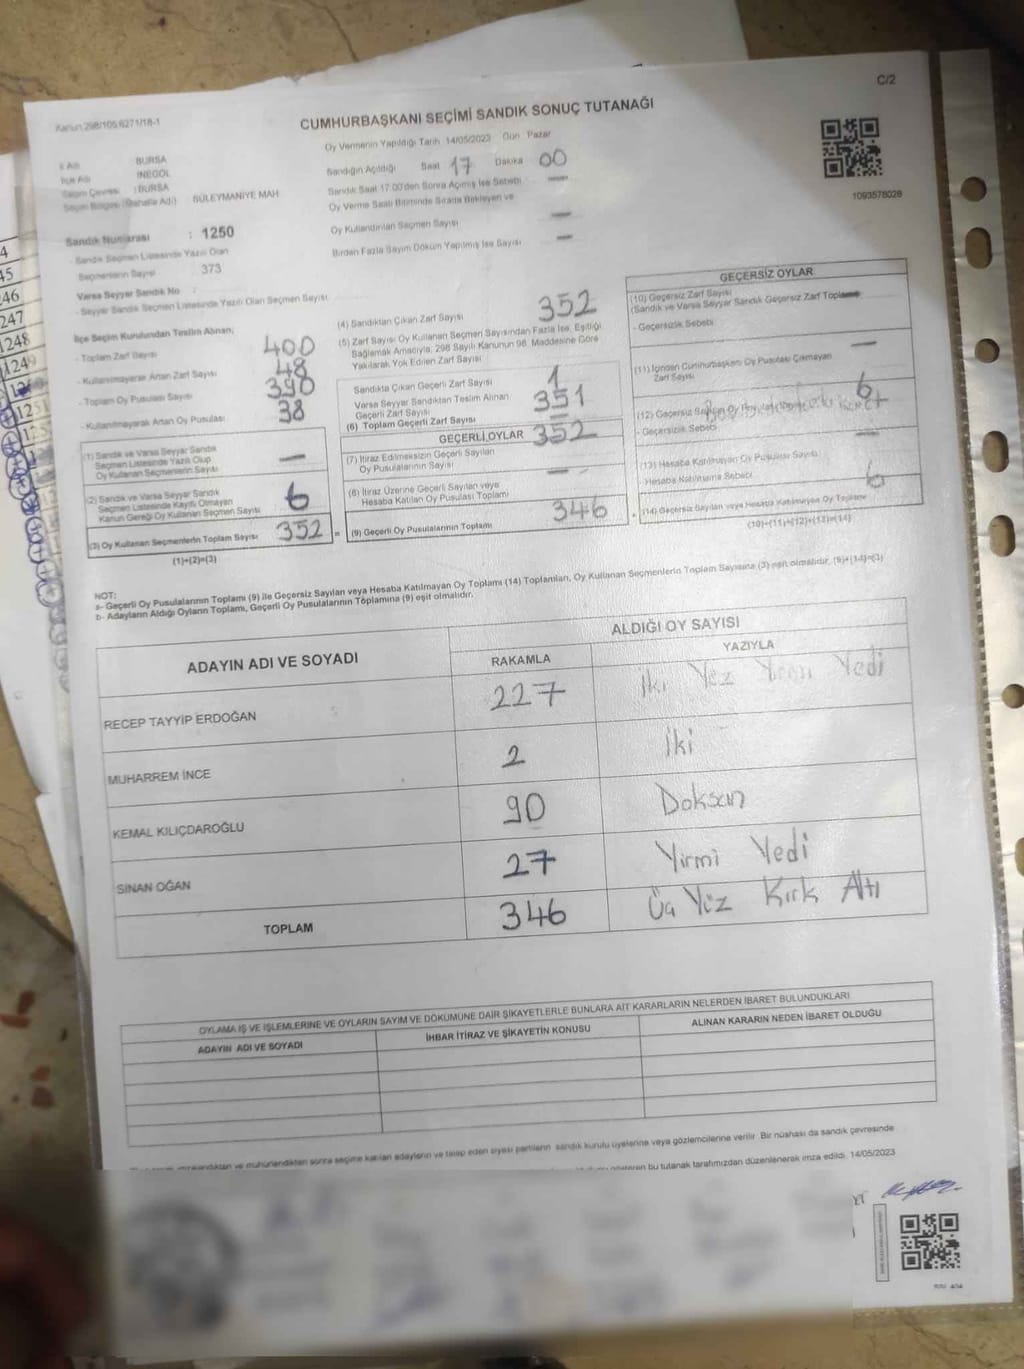 C/2
Kanun 298/105 6271/18-1
CUMHURBAŞKANI SEÇİMİ SANDIK SONUÇ TUTANAĞI
Oy Vermenin Yapıldığı Tarih 14/05/2023 Gün Pazar
İl Adı BURSA
İlçe Adı İNEGÖL
Seçim Çevresi : BURSA
Seçim Bölgesi (Mahalle Adı) SÜLEYMANİYE MAH
Sandığın Açıldığı Saat 17 Dakika 00
Sandık Saat 17:00'den Sonra Açılmış İse Sebebi —
Oy Verme Saati Bitiminde Sırada Bekleyen ve
Oy Kullandırılan Seçmen Sayısı —
Birden Fazla Sayım Döküm Yapılmış İse Sayısı —
1093578028
Sandık Numarası : 1250
- Sandık Seçmen Listesinde Yazılı Olan
Seçmenlerin Sayısı 373
Varsa Seyyar Sandık No :
- Seyyar Sandık Seçmen Listesinde Yazılı Olan Seçmen Sayısı
İlçe Seçim Kurulundan Teslim Alınan;
- Toplam Zarf Sayısı 400
- Kullanılmayarak Artan Zarf Sayısı 48
- Toplam Oy Pusulası Sayısı 390
- Kullanılmayarak Artan Oy Pusulası 38
(1) Sandık ve Varsa Seyyar Sandık
Seçmen Listesinde Yazılı Olup
Oy Kullanan Seçmenlerin Sayısı —
(2) Sandık ve Varsa Seyyar Sandık
Seçmen Listesinde Kayıtlı Olmayan
Kanun Gereği Oy Kullanan Seçmen Sayısı 6
(3) Oy Kullanan Seçmenlerin Toplam Sayısı 352
(1)+(2)=(3)
(4) Sandıktan Çıkan Zarf Sayısı 352
(5) Zarf Sayısı Oy Kullanan Seçmen Sayısından Fazla İse, Eşitliği
Sağlamak Amacıyla, 298 Sayılı Kanunun 98. Maddesine Göre
Yakılarak Yok Edilen Zarf Sayısı
Sandıkta Çıkan Geçerli Zarf Sayısı 1
Varsa Seyyar Sandıktan Teslim Alınan
Geçerli Zarf Sayısı 351
(6) Toplam Geçerli Zarf Sayısı —
GEÇERLİ OYLAR 352
(7) İtiraz Edilmeksizin Geçerli Sayılan
Oy Pusulalarının Sayısı
(8) İtiraz Üzerine Geçerli Sayılan veya
Hesaba Katılan Oy Pusulası Toplamı —
= (9) Geçerli Oy Pusulalarının Toplamı 346
GEÇERSİZ OYLAR
(10) Geçersiz Zarf Sayısı
(Sandık ve Varsa Seyyar Sandık Geçersiz Zarf Toplamı)
- Geçersizlik Sebebi
(11) İçinden Cumhurbaşkanı Oy Pusulası Çıkmayan
Zarf Sayısı —
(12) Geçersiz Sayılan Oy 6
- Geçersizlik Sebebi
(13) Hesaba Katılmayan Oy Pusulası Sayısı —
Hesaba Katılmama Sebebi
+ (14) Geçersiz Sayılan veya Hesaba Katılmayan Oy Toplamı 6
(10)+(11)+(12)+(13)=(14)
NOT:
a- Geçerli Oy Pusulalarının Toplamı (9) ile Geçersiz Sayılan veya Hesaba Katılmayan Oy Toplamı (14) Toplamları, Oy Kullanan Seçmenlerin Toplam Sayısına (3) eşit olmalıdır. (9)+(14)=(3)
b- Adayların Aldığı Oyların Toplamı, Geçerli Oy Pusulalarının Toplamına (9) eşit olmalıdır.
ADAYIN ADI VE SOYADI
ALDIĞI OY SAYISI
RAKAMLA YAZIYLA
RECEP TAYYİP ERDOĞAN 227 İki Yüz Yirmi Yedi
MUHARREM İNCE 2 İki
KEMAL KILIÇDAROĞLU 90 Doksan
SİNAN OĞAN 27 Yirmi Yedi
TOPLAM 346 Üç Yüz Kırk Altı
OYLAMA İŞ VE İŞLEMLERİNE VE OYLARIN SAYIM VE DÖKÜMÜNE DAİR ŞİKAYETLERLE BUNLARA AİT KARARLARIN NELERDEN İBARET BULUNDUKLARI
ADAYIN ADI VE SOYADI
İHBAR İTİRAZ VE ŞİKAYETİN KONUSU
ALINAN KARARIN NEDEN İBARET OLDUĞU
mühürlendikten sonra seçime katılan adayların ve talep eden siyasi partilerin sandık kurulu üyelerine veya gözlemcilerine verilir. Bir nüshası da sandık çevresinde
bu tutanak tarafımızdan düzenlenerek imza edildi. 14/05/2023
45
246
247
1248
1249
1251